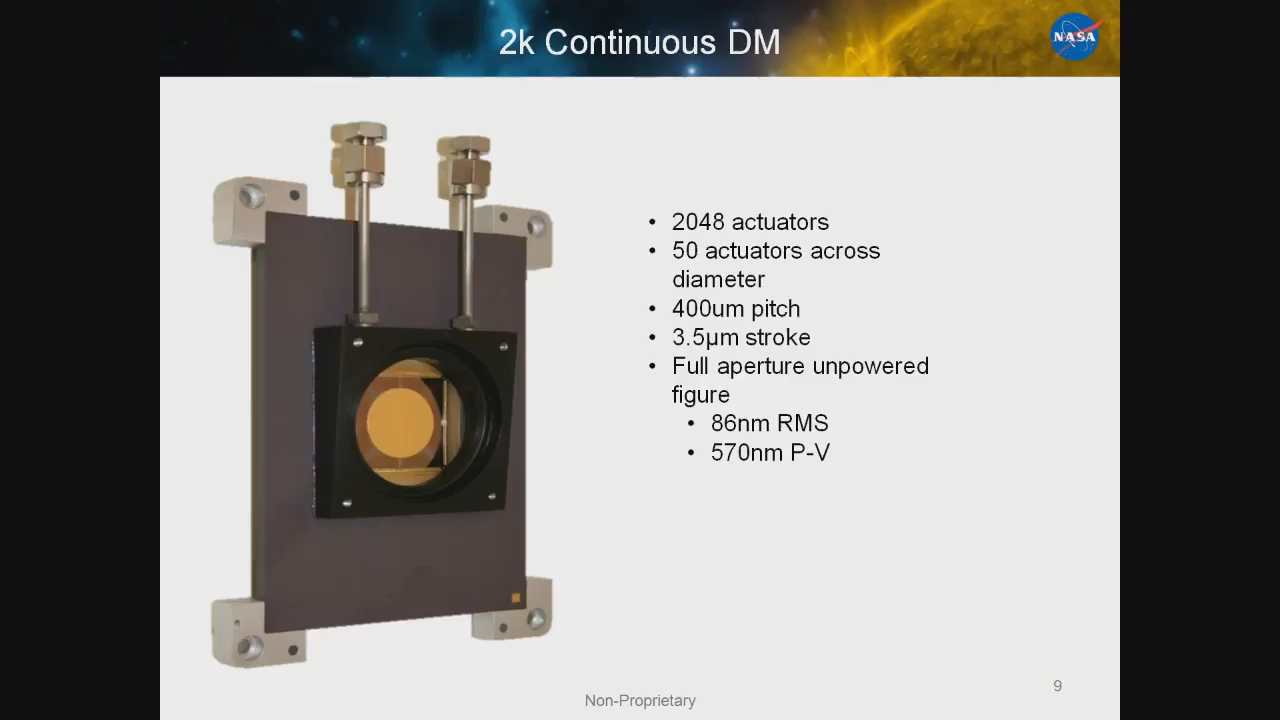 2k Continuous DM
NASA
• 2048 actuators
• 50 actuators across
diameter
• 400um pitch
• 3.5µm stroke
• Full aperture unpowered
figure
• 86nm RMS
• 570nm P-V
Non-Proprietary
9